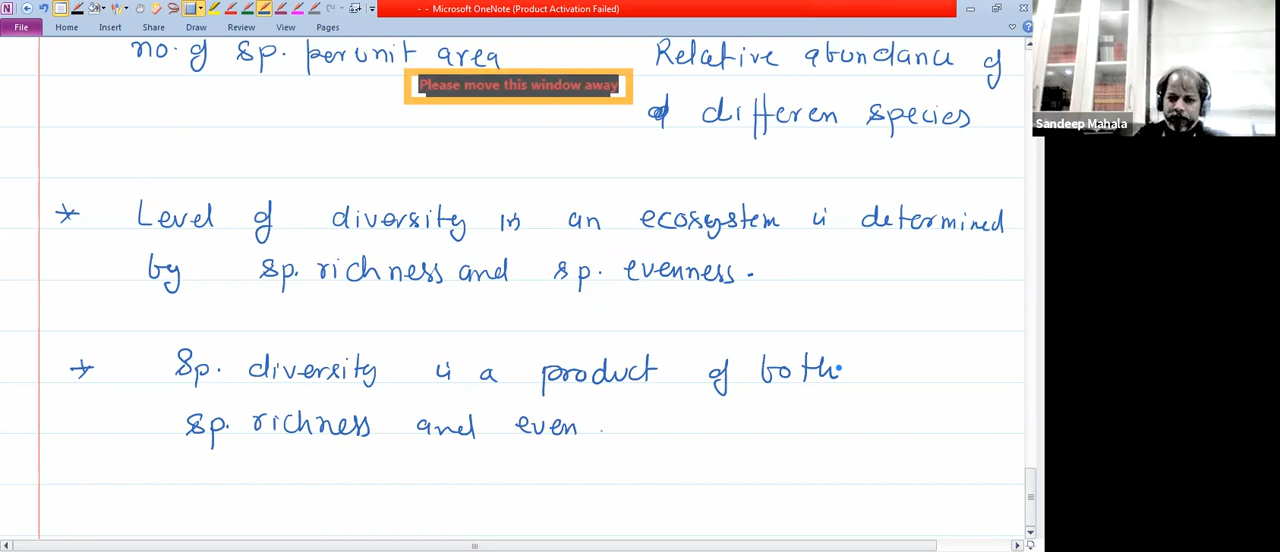 - - Microsoft OneNote (Product Activation Failed)
File Home Insert Share Draw Review View Pages
no. of sp. per unit area
Relative abundance of
differen species
Please move this window away
Sandeep Mahala
* Level of diversity in an ecosystem is determined
by sp. richness and sp. evenness.
* Sp. diversity is a product of both
sp. richness and even